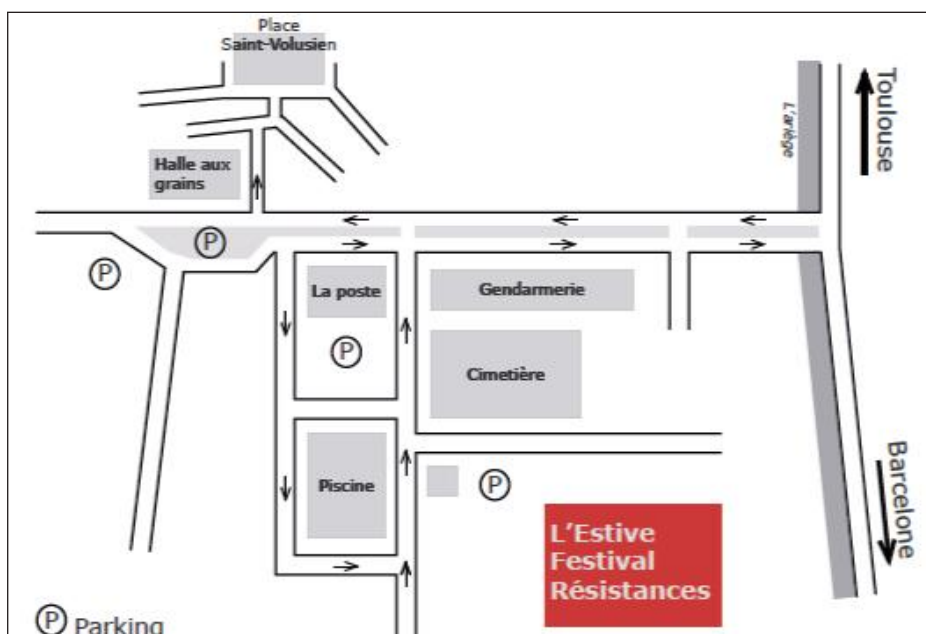 Place
Saint-Volusien
Toulouse
L'ariège
Halle aux
grains
P
P
La poste
Gendarmerie
P
Cimetière
Piscine
P
Barcelone
L'Estive
Festival
Résistances
P Parking